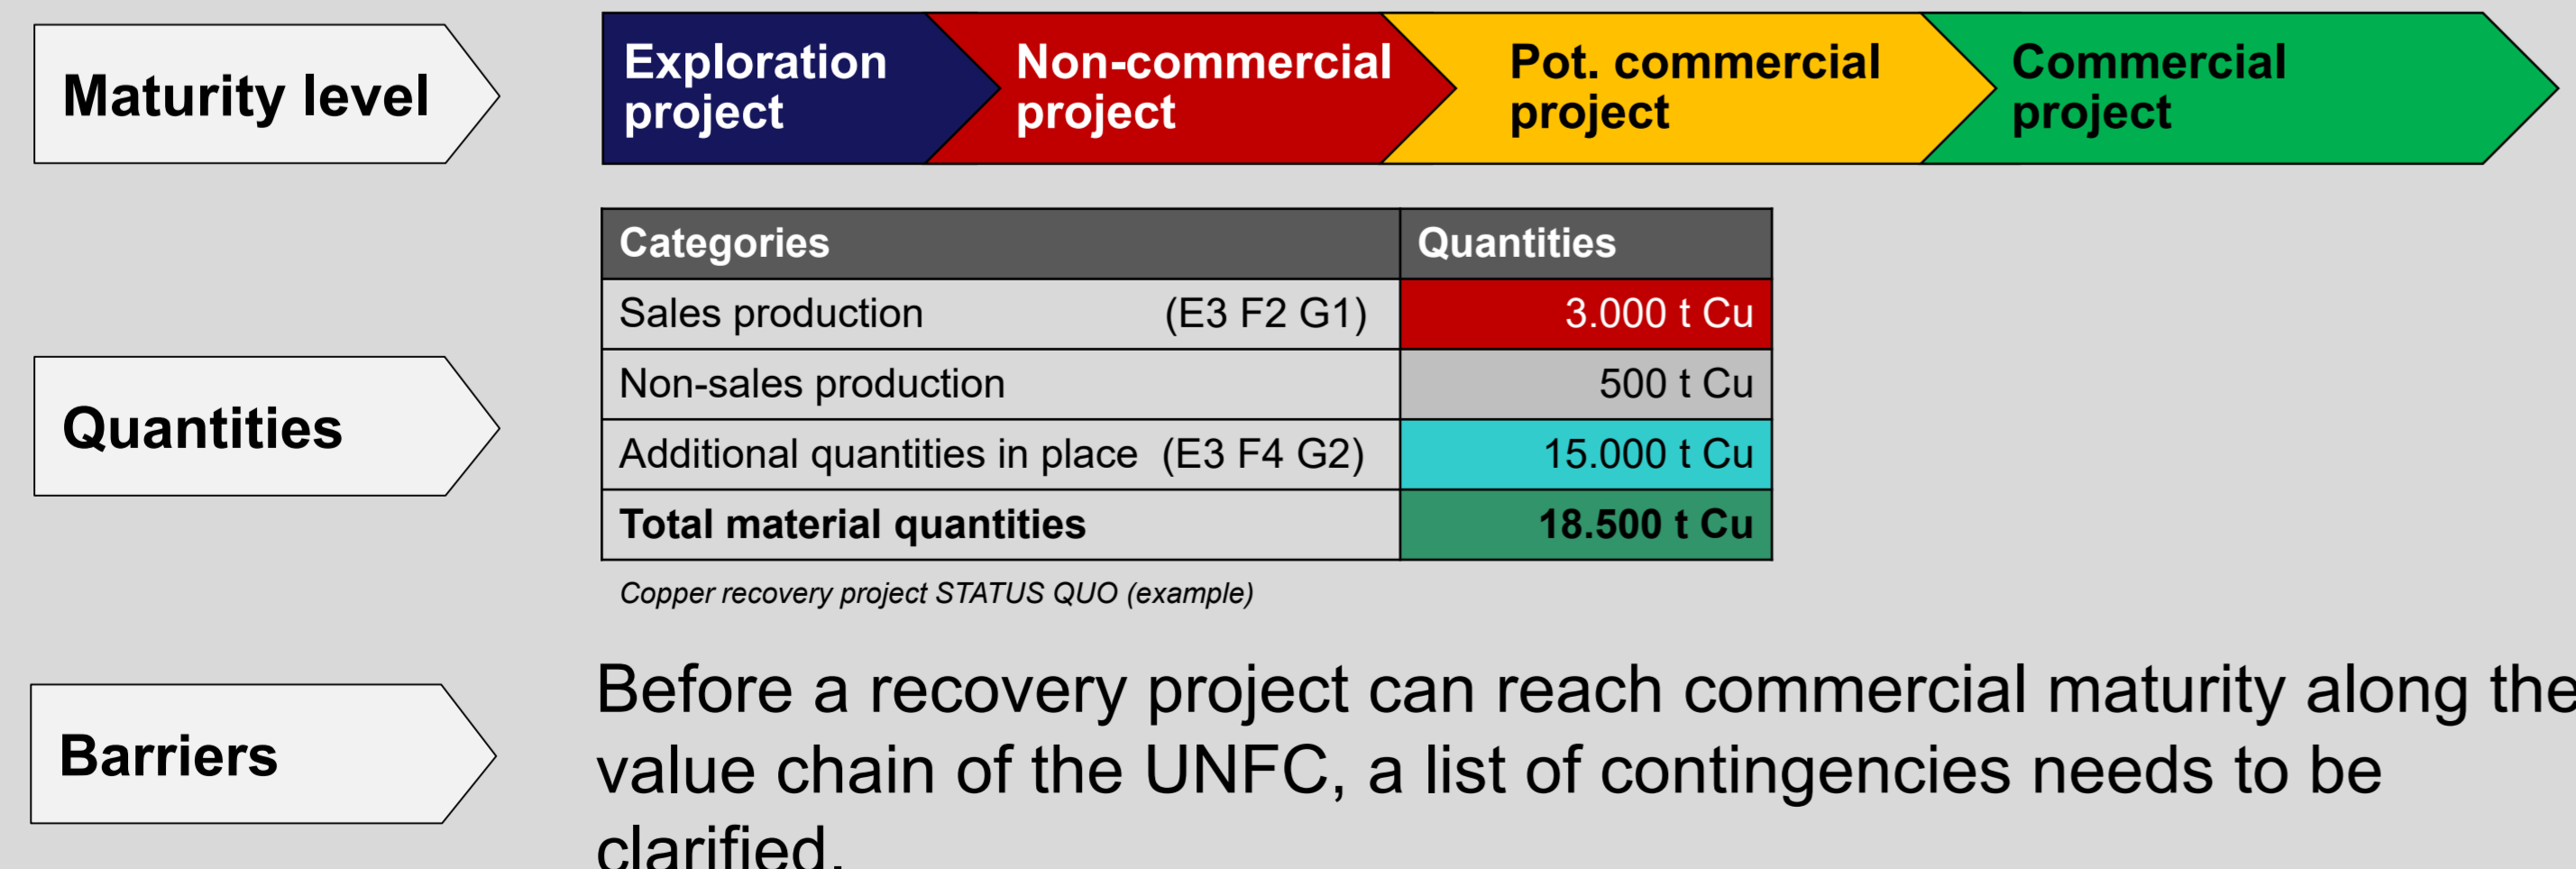 Maturity level
Exploration
project
Non-commercial
project
Pot. commercial
project
Commercial
project
Categories Quantities
Sales production (E3 F2 G1) 3.000 t Cu
Non-sales production 500 t Cu
Quantities
Additional quantities in place (E3 F4 G2) 15.000 t Cu
Total material quantities 18.500 t Cu
Copper recovery project STATUS QUO (example)
Barriers
Before a recovery project can reach commercial maturity along the
value chain of the UNFC, a list of contingencies needs to be
clarified.